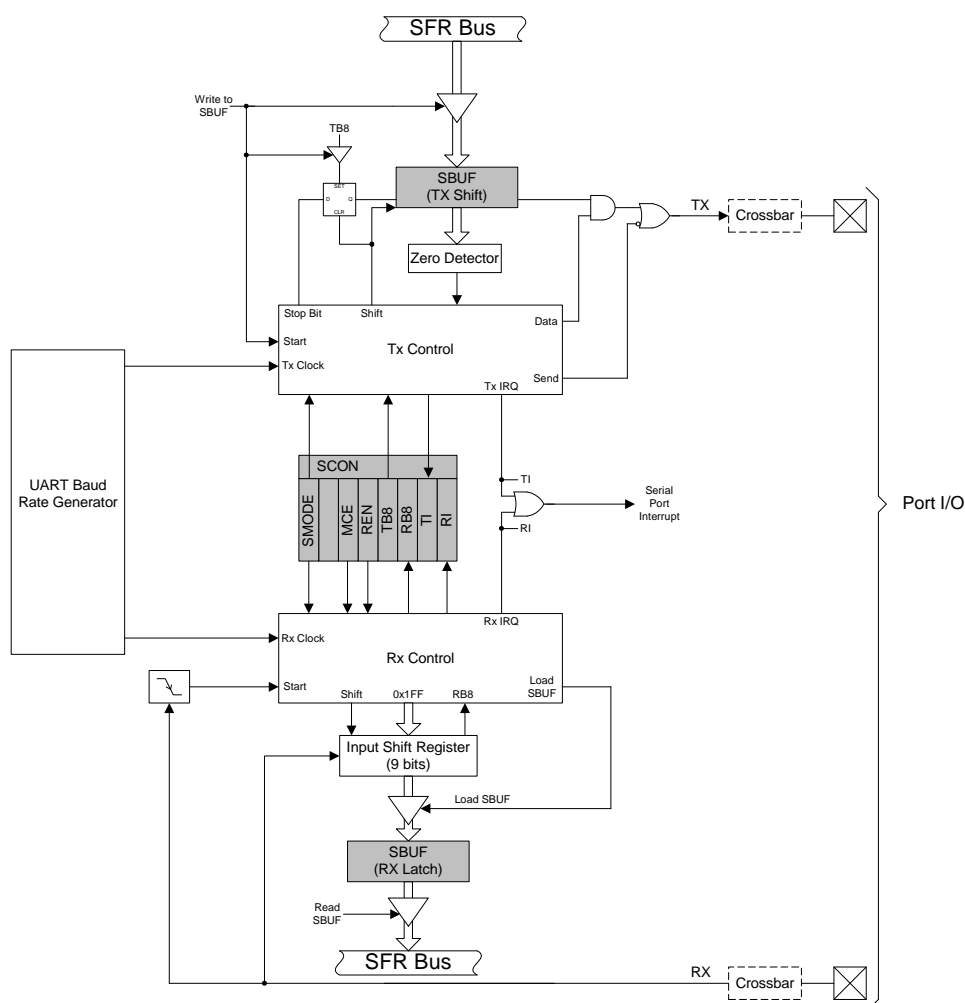 SFR Bus
Write to
SBUF
TB8
SET
D Q
CLR
SBUF
(TX Shift)
TX
Crossbar
Zero Detector
Stop Bit
Shift
Data
Start
Tx Control
Tx Clock
Send
Tx IRQ
UART Baud
Rate Generator
SCON
SMODE
MCE
REN
TB8
RB8
TI
RI
TI
RI
Serial
Port
Interrupt
Port I/O
Rx IRQ
Rx Clock
Rx Control
Start
Load
SBUF
Shift
0x1FF
RB8
Input Shift Register
(9 bits)
Load SBUF
SBUF
(RX Latch)
Read
SBUF
SFR Bus
RX
Crossbar